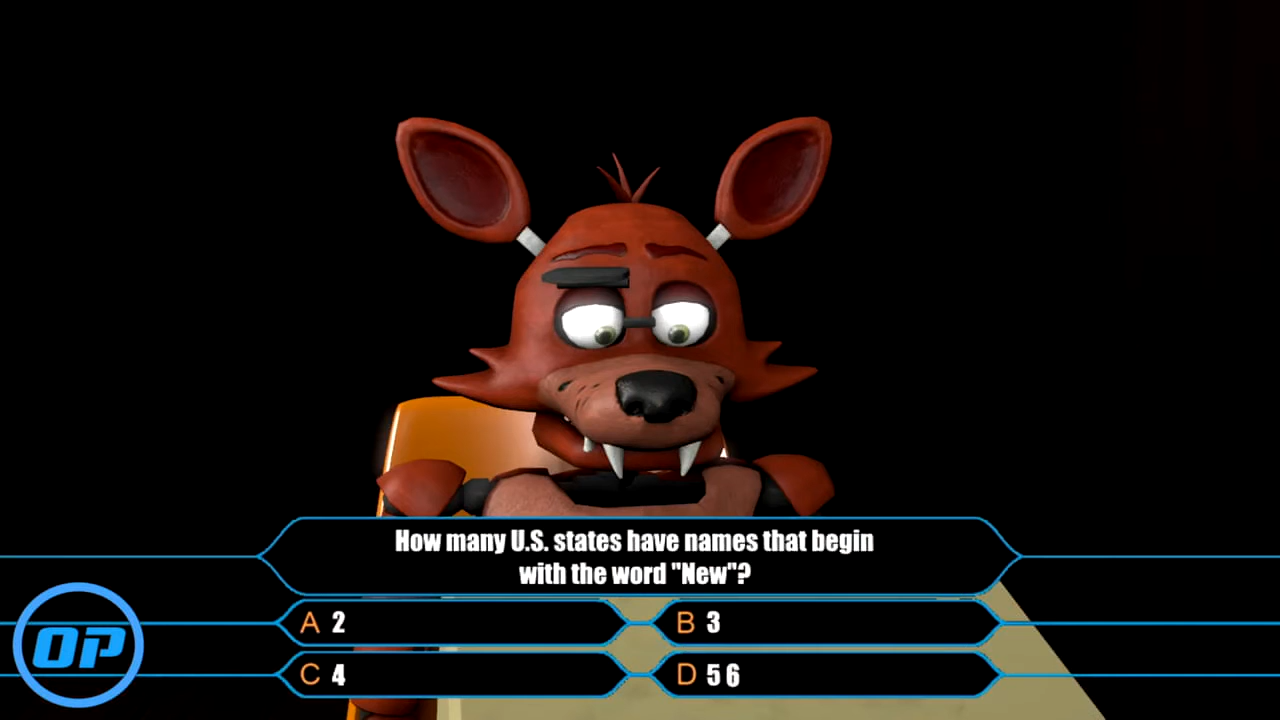 How many U.S. states have names that begin
with the word "New"?
A 2
B 3
C 4
D 56
OP